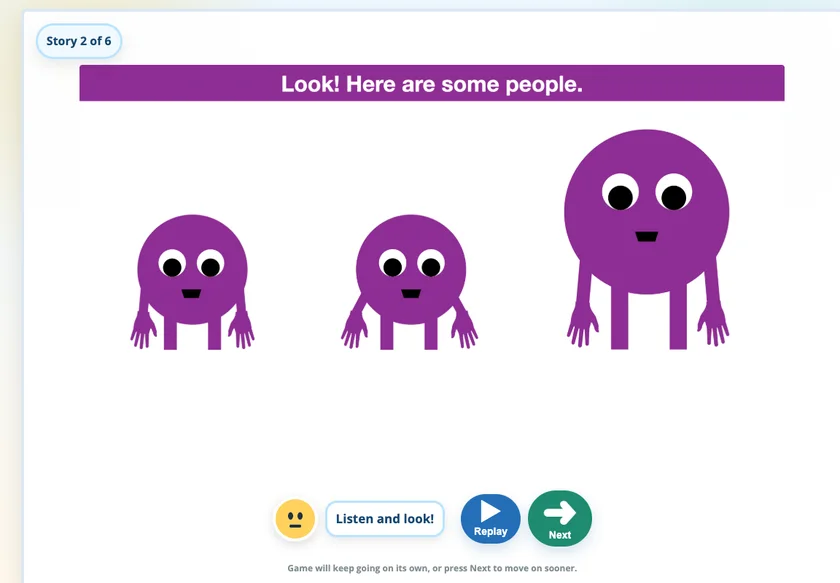 Story 2 of 6
Look! Here are some people.
Listen and look!
Replay
Next
Game will keep going on its own, or press Next to move on sooner.